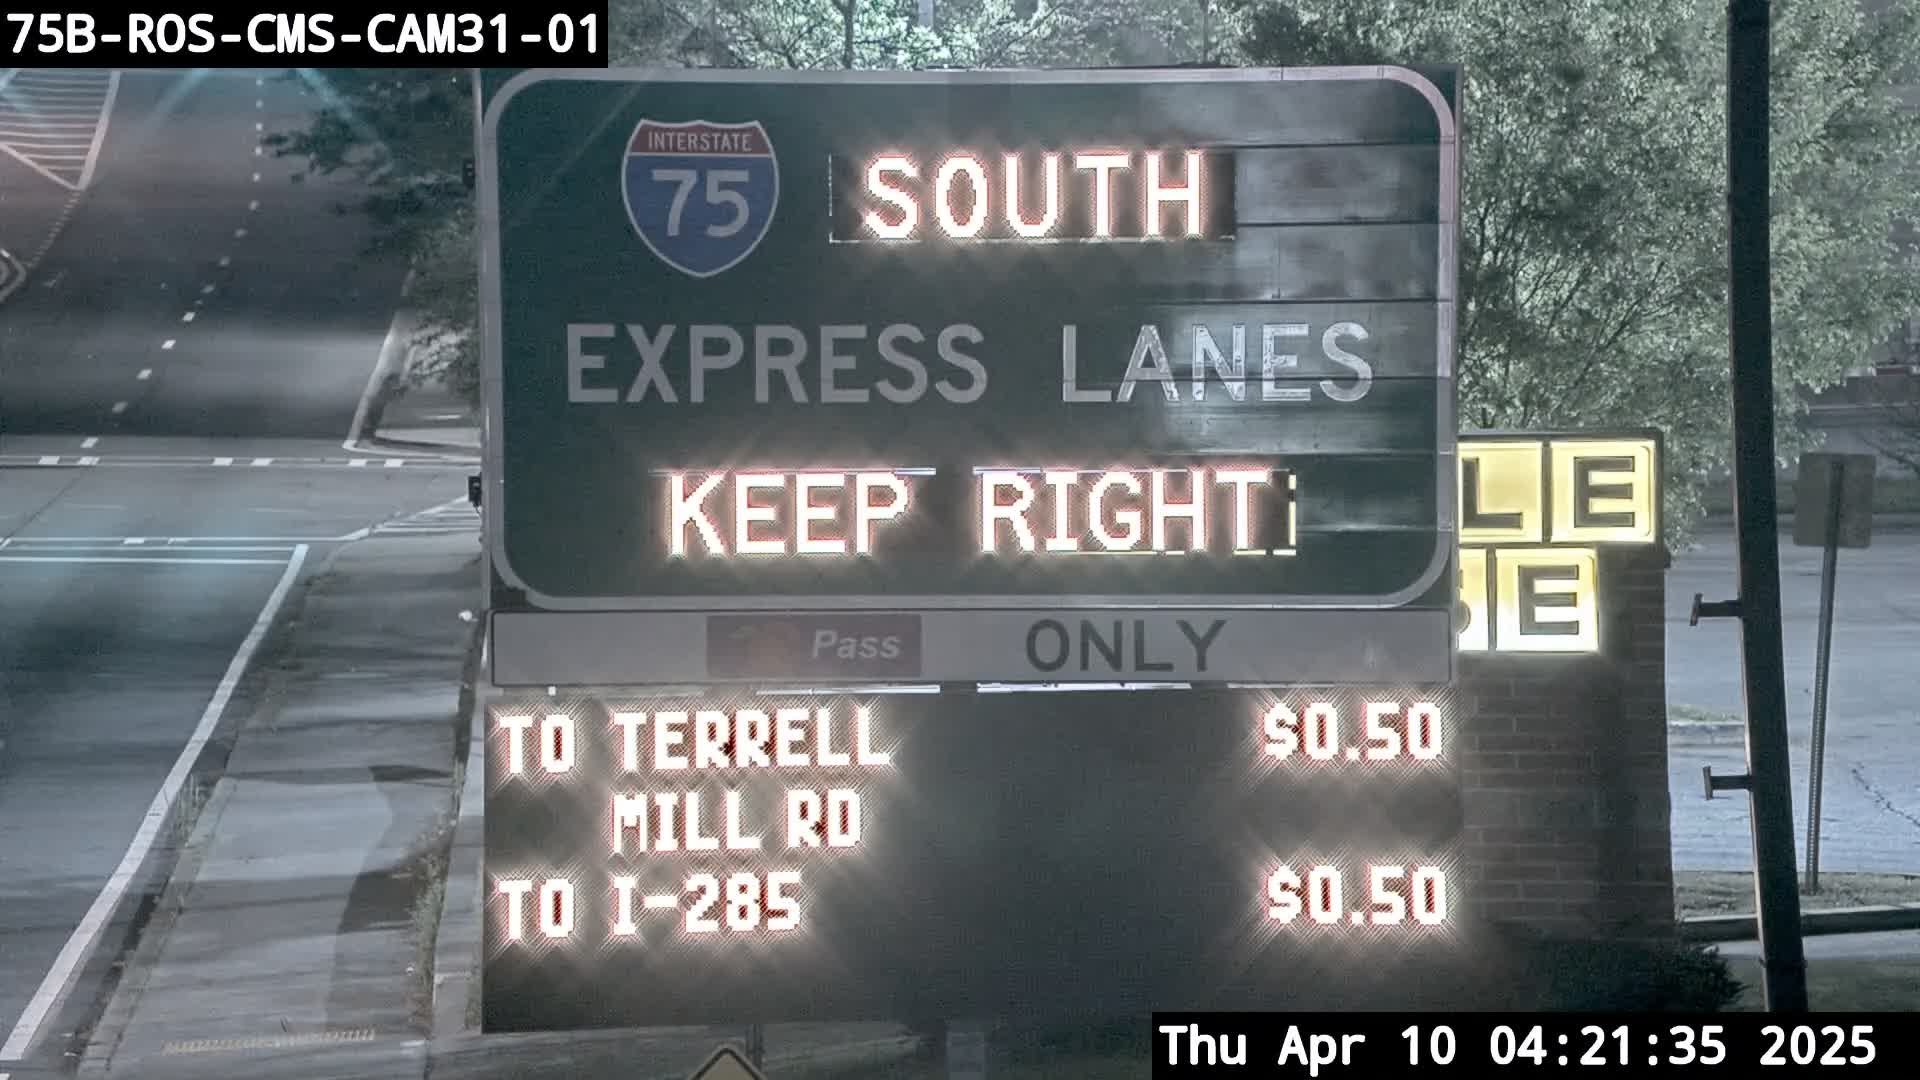 75B-ROS-CMS-CAM31-01
INTERSTATE
75
SOUTH
EXPRESS LANES
KEEP RIGHT
Pass ONLY
TO TERRELL $0.50
MILL RD
TO I-285 $0.50
LE
E
Thu Apr 10 04:21:35 2025